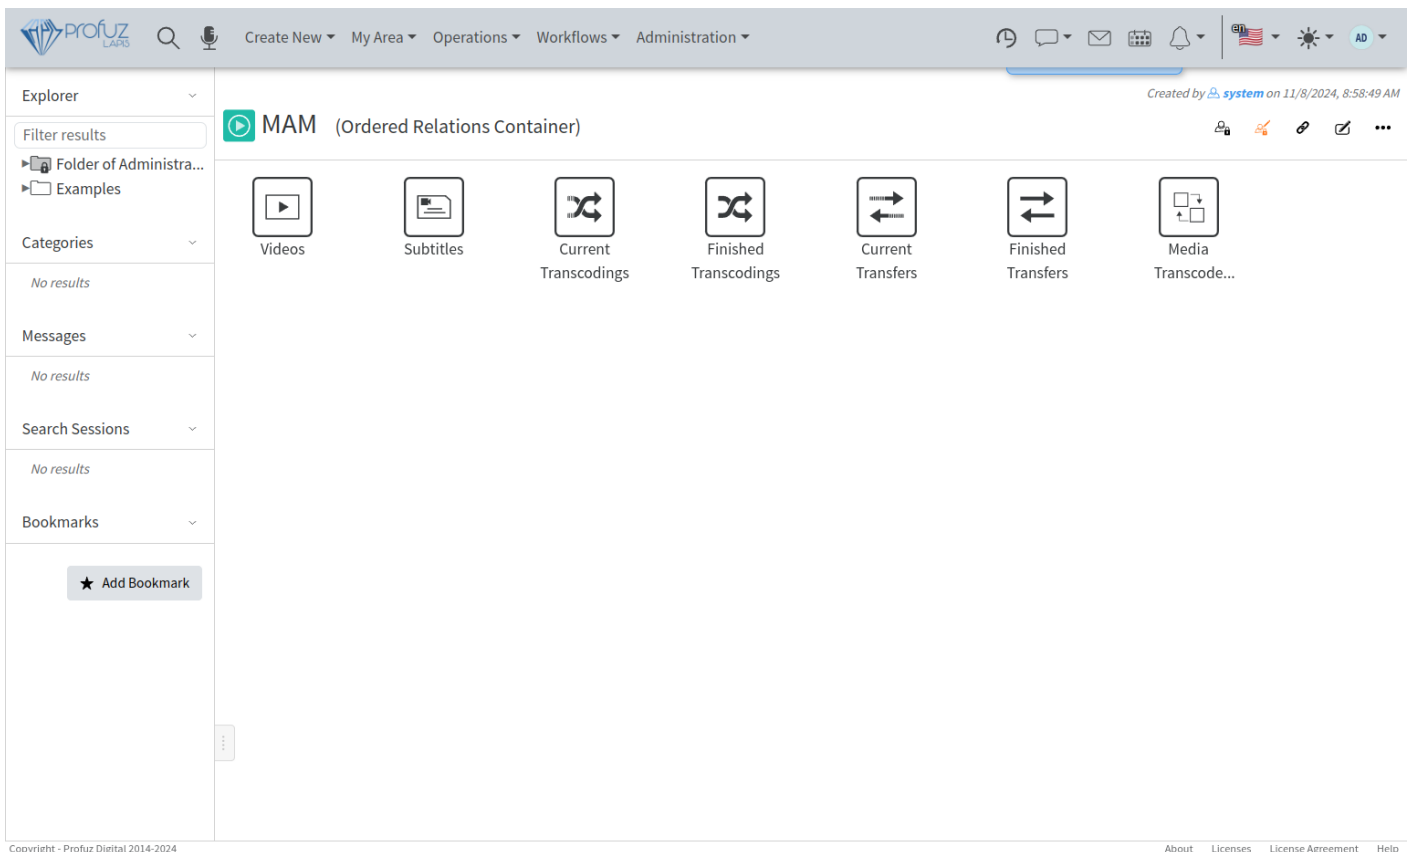 PROFUZ
LAPIS
Create New
My Area
Operations
Workflows
Administration
en
AD
Explorer
Filter results
Folder of Administra...
Examples
Categories
No results
Messages
No results
Search Sessions
No results
Bookmarks
Add Bookmark
Created by system on 11/8/2024, 8:58:49 AM
MAM (Ordered Relations Container)
Videos
Subtitles
Current
Transcodings
Finished
Transcodings
Current
Transfers
Finished
Transfers
Media
Transcode...
Copyright - Profuz Digital 2014-2024
About
Licenses
License Agreement
Help